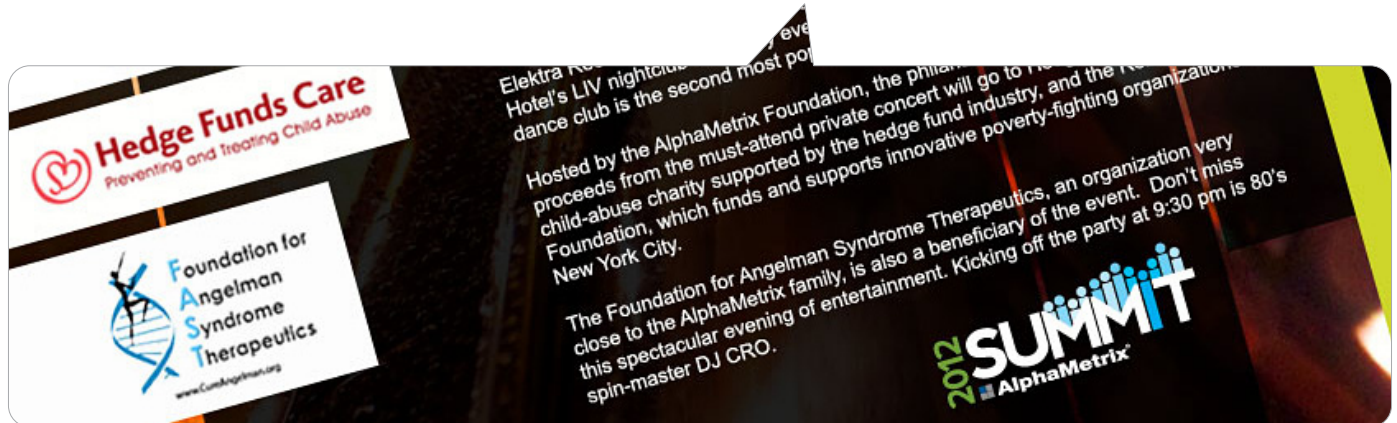 Hedge Funds Care
Preventing and Treating Child Abuse
Foundation for
Angelman
Syndrome
Therapeutics
www.CureAngelman.org
Elektra
Hotel's LIV nightclub
dance club is the second most
Hosted by the AlphaMetrix Foundation, the
proceeds from the must-attend private concert will go to
child-abuse charity supported by the hedge fund industry, and the
Foundation, which funds and supports innovative poverty-fighting organizations
New York City.
The Foundation for Angelman Syndrome Therapeutics, an organization very
close to the AlphaMetrix family, is also a beneficiary of the event. Don't miss
this spectacular evening of entertainment. Kicking off the party at 9:30 pm is 80's
spin-master DJ CRO.
2012
SUMMIT
AlphaMetrix